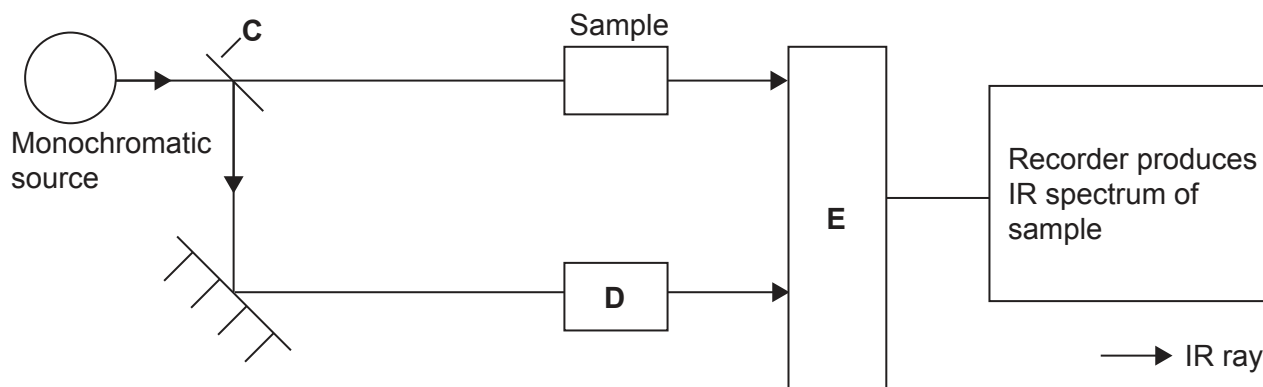 C
Sample
Monochromatic
source
Recorder produces
IR spectrum of
sample
E
D
IR ray